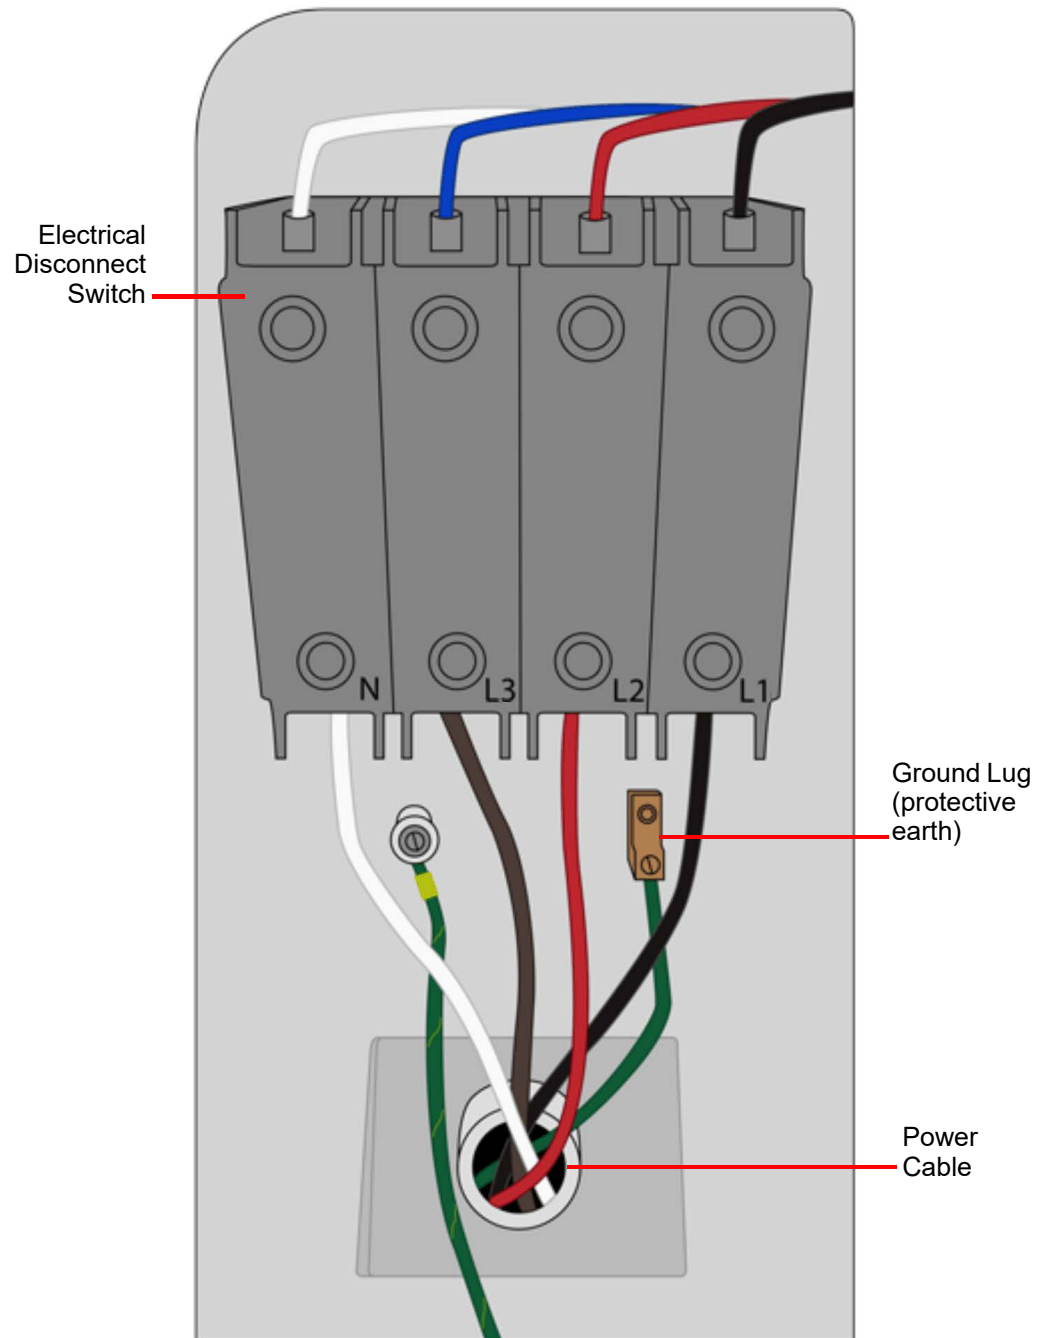 Electrical
Disconnect
Switch
N
L3
L2
L1
Ground Lug
(protective
earth)
Power
Cable